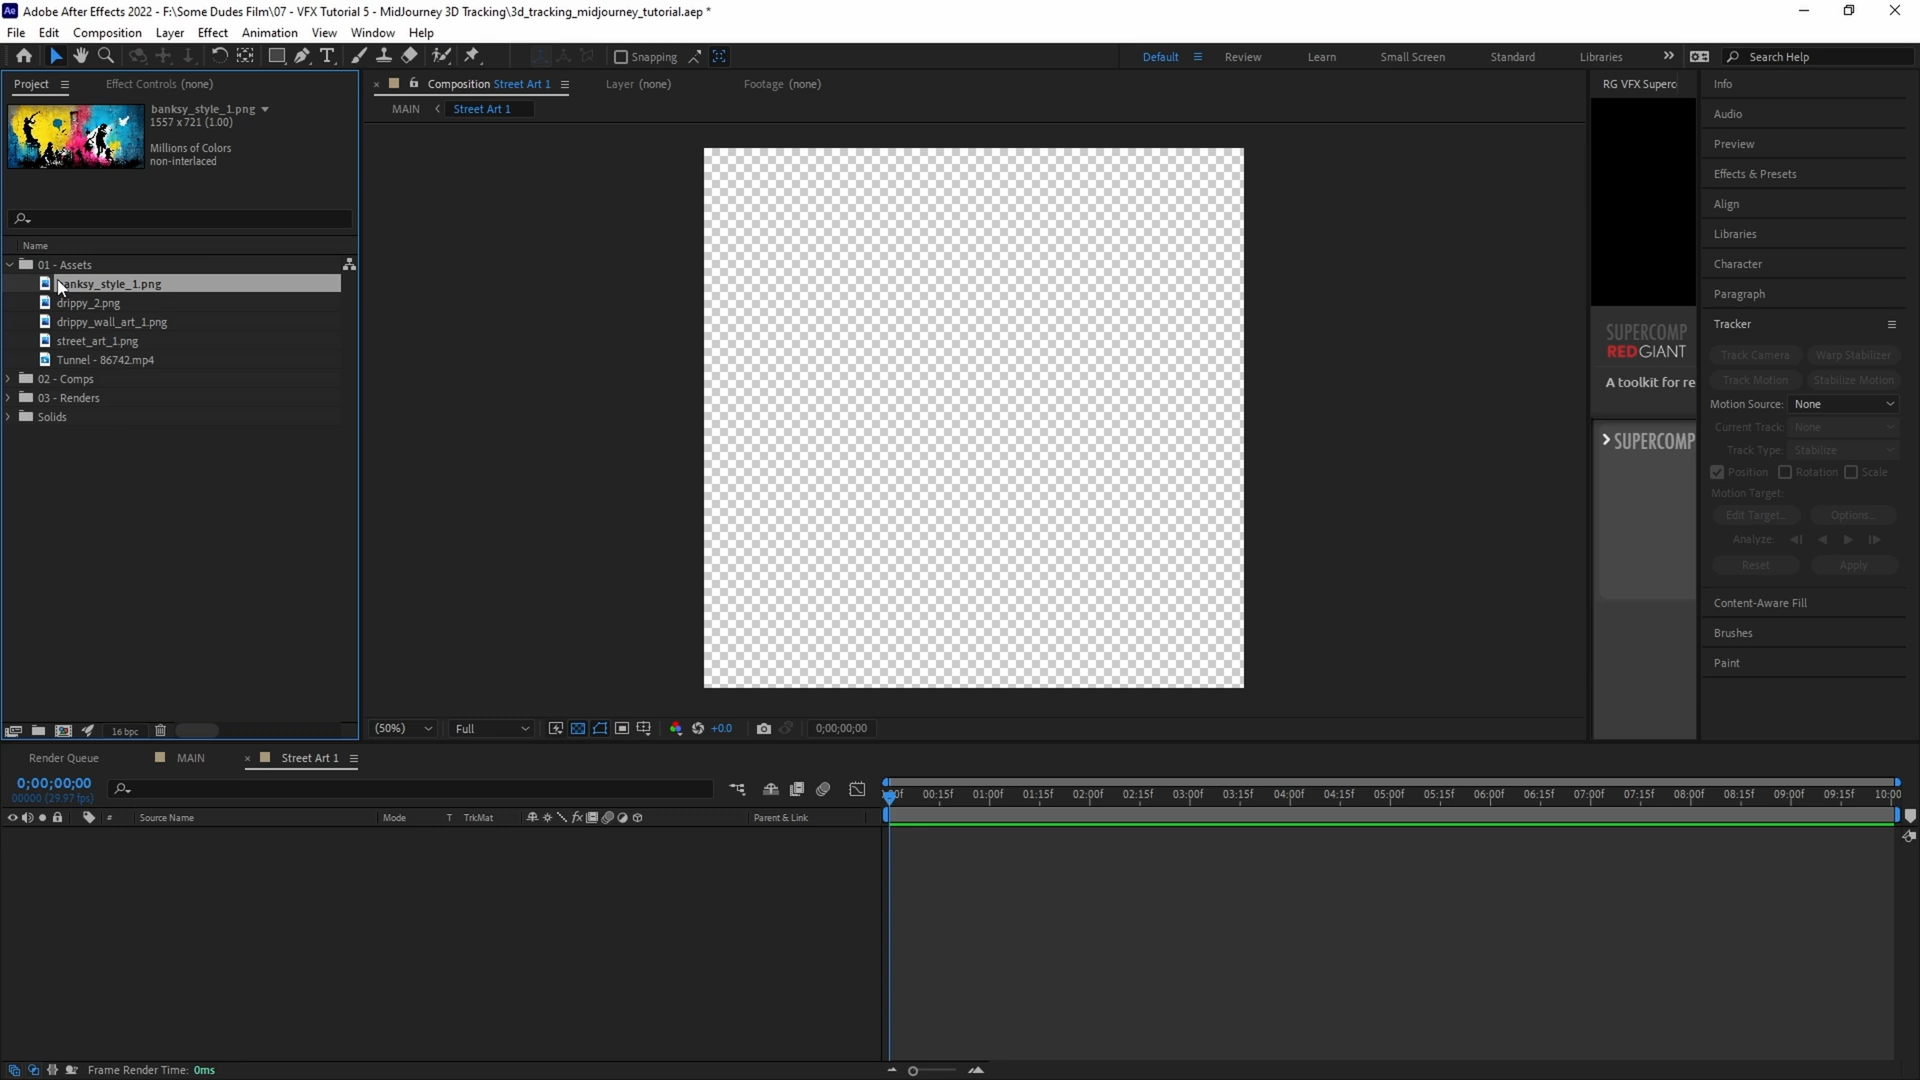 Adobe After Effects 2022 - F:\Some Dudes Film\07 - VFX Tutorial 5 - MidJourney 3D Tracking\3d_tracking_midjourney_tutorial.aep *
File Edit Composition Layer Effect Animation View Window Help
Snapping
Default Review Learn Small Screen Standard Libraries Search Help
Project Effect Controls (none)
Composition Street Art 1 Layer (none) Footage (none)
MAIN Street Art 1
banksy_style_1.png
1557 x 721 (1.00)
Millions of Colors
non-interlaced
Name
01 - Assets
banksy_style_1.png
drippy_2.png
drippy_wall_art_1.png
street_art_1.png
Tunnel - 86742.mp4
02 - Comps
03 - Renders
Solids
16 bpc
(50%) Full +0.0 0;00;00;00
RG VFX Superc
SUPERCOMP
REDGIANT
A toolkit for re
SUPERCOMP
Info
Audio
Preview
Effects & Presets
Align
Libraries
Character
Paragraph
Tracker
Track Camera Warp Stabilizer
Track Motion Stabilize Motion
Motion Source: None
Current Track: None
Track Type: Stabilize
Position Rotation Scale
Motion Target:
Edit Target... Options...
Analyze:
Reset Apply
Content-Aware Fill
Brushes
Paint
Render Queue MAIN Street Art 1
0;00;00;00
00000 (29.97 fps)
# Source Name Mode T TrkMat Parent & Link
00f 00:15f 01:00f 01:15f 02:00f 02:15f 03:00f 03:15f 04:00f 04:15f 05:00f 05:15f 06:00f 06:15f 07:00f 07:15f 08:00f 08:15f 09:00f 09:15f 10:00
Frame Render Time: 0ms